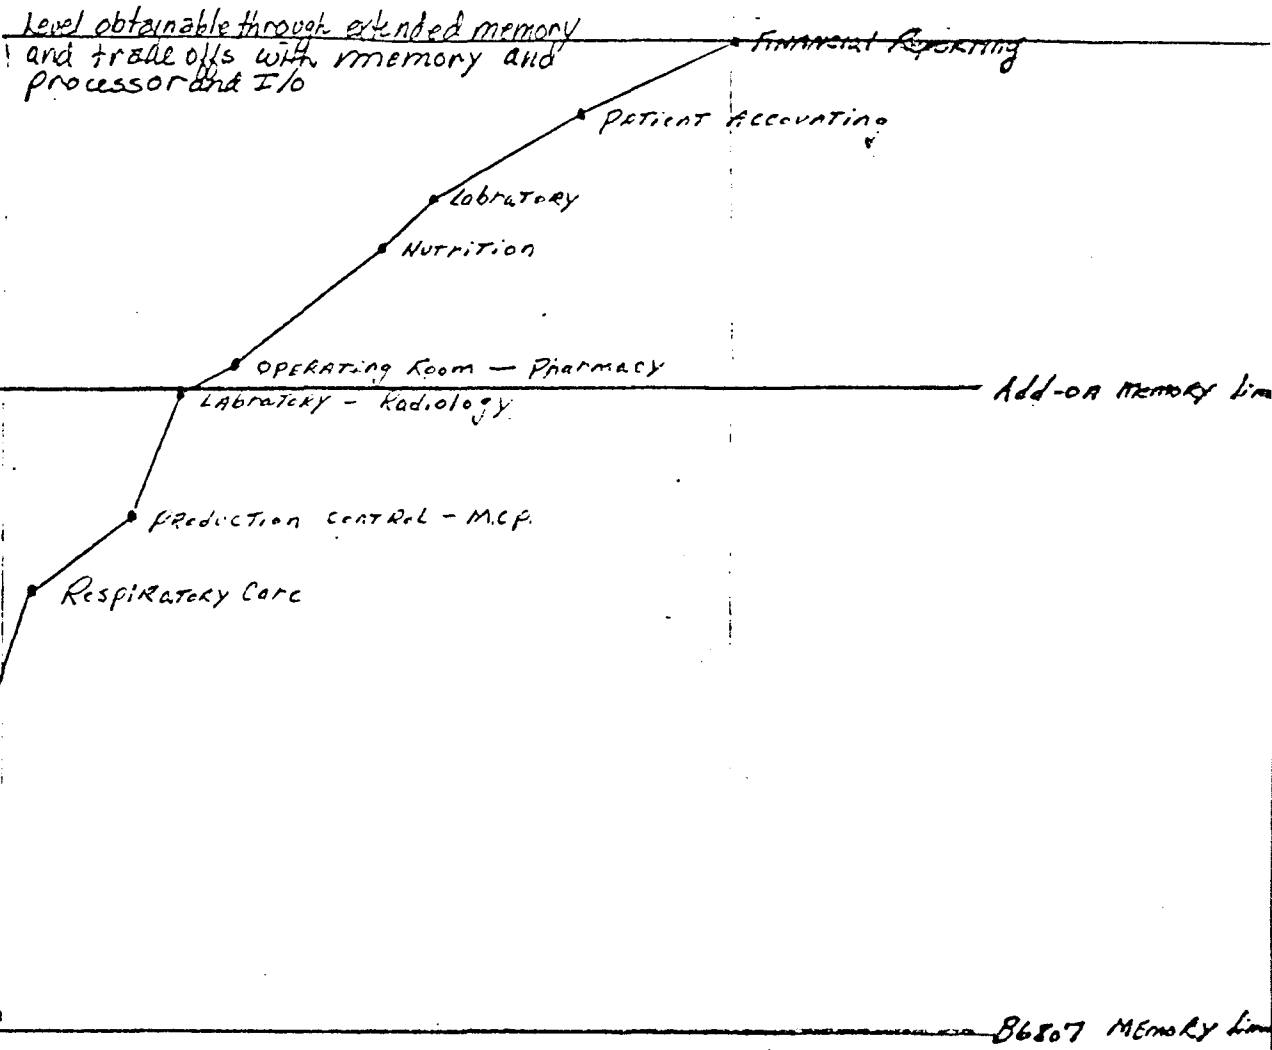 Level obtainable through extended memory
and trade offs with memory and
processor and I/o
FINANCIAL Reporting
PATIENT Accounting
LabraTory
NuTriTion
OPERATing Room — Pharmacy
LABraTory - Radiology
Add-on MEMORY Lim
PRoducTion conTRoL - M.C.P.
RespiRaTory Care
B6807 MEmoRy Lim